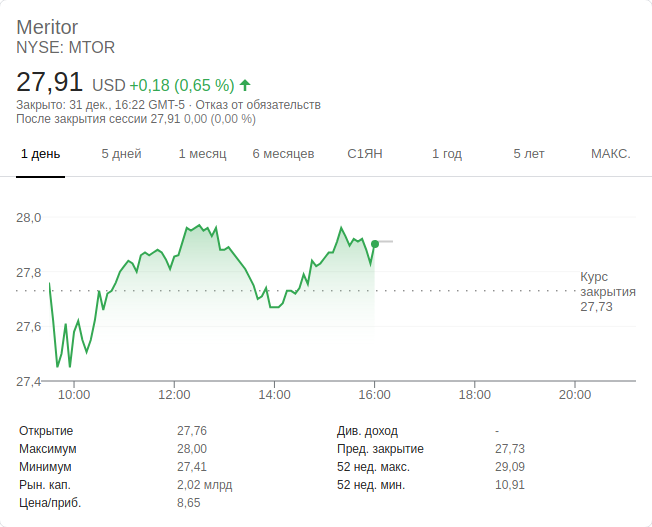 Meritor
NYSE: MTOR
27,91 USD +0,18 (0,65 %)
Закрыто: 31 дек., 16:22 GMT-5 · Отказ от обязательств
После закрытия сессии 27,91 0,00 (0,00 %)
1 день 5 дней 1 месяц 6 месяцев С1ЯН 1 год 5 лет МАКС.
28,0
27,8
Курс
закрытия
27,73
27,6
27,4
10:00 12:00 14:00 16:00 18:00 20:00
Открытие 27,76 Див. доход -
Максимум 28,00 Пред. закрытие 27,73
Минимум 27,41 52 нед. макс. 29,09
Рын. кап. 2,02 млрд 52 нед. мин. 10,91
Цена/приб. 8,65